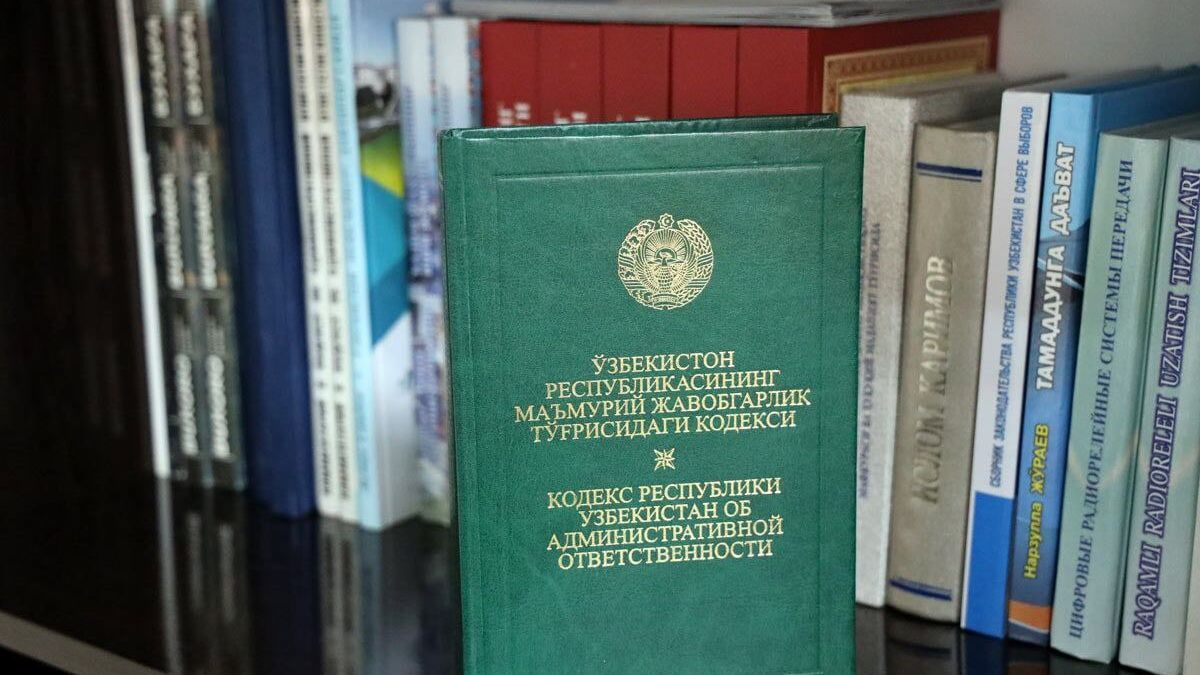 ЎЗБЕКИСТОН
РЕСПУБЛИКАСИНИНГ
МАЪМУРИЙ ЖАВОБГАРЛИК
ТЎҒРИСИДАГИ КОДЕКСИ
КОДЕКС РЕСПУБЛИКИ
УЗБЕКИСТАН ОБ
АДМИНИСТРАТИВНОЙ
ОТВЕТСТВЕННОСТИ
ИСЛОМ КАРИМОВ
СБОРНИК ЗАКОНОДАТЕЛЬСТВА РЕСПУБЛИКИ УЗБЕКИСТАН В СФЕРЕ ВЫБОРОВ
Нарзулла ЖЎРАЕВ ТАМАДДУНГА ДАЪВАТ
ЦИФРОВЫЕ РАДИОРЕЛЕЙНЫЕ СИСТЕМЫ ПЕРЕДАЧИ
RAQAMLI RADIORELELI UZATISH TIZIMLARI